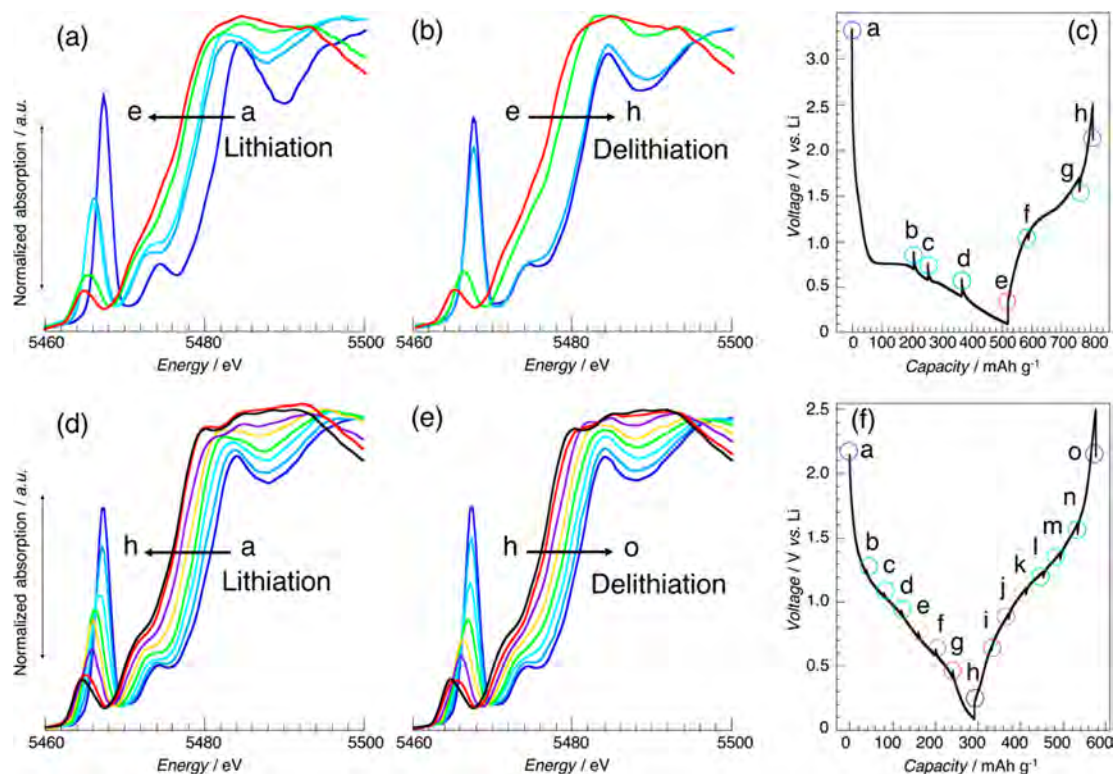 (a)
e a
Lithiation
Normalized absorption / a.u.
5460 5480 5500
Energy / eV
(b)
e h
Delithiation
5460 5480 5500
Energy / eV
(c)
a
b
c
d
e
f
g
h
Voltage / V vs. Li
3.0
2.5
2.0
1.5
1.0
0.5
0
0 100 200 300 400 500 600 700 800
Capacity / mAh g-1
(d)
h a
Lithiation
Normalized absorption / a.u.
5460 5480 5500
Energy / eV
(e)
h o
Delithiation
5460 5480 5500
Energy / eV
(f)
a
b
c
d
e
f
g
h
i
j
k
l
m
n
o
Voltage / V vs. Li
2.5
2.0
1.5
1.0
0.5
0
0 100 200 300 400 500 600
Capacity / mAh g-1